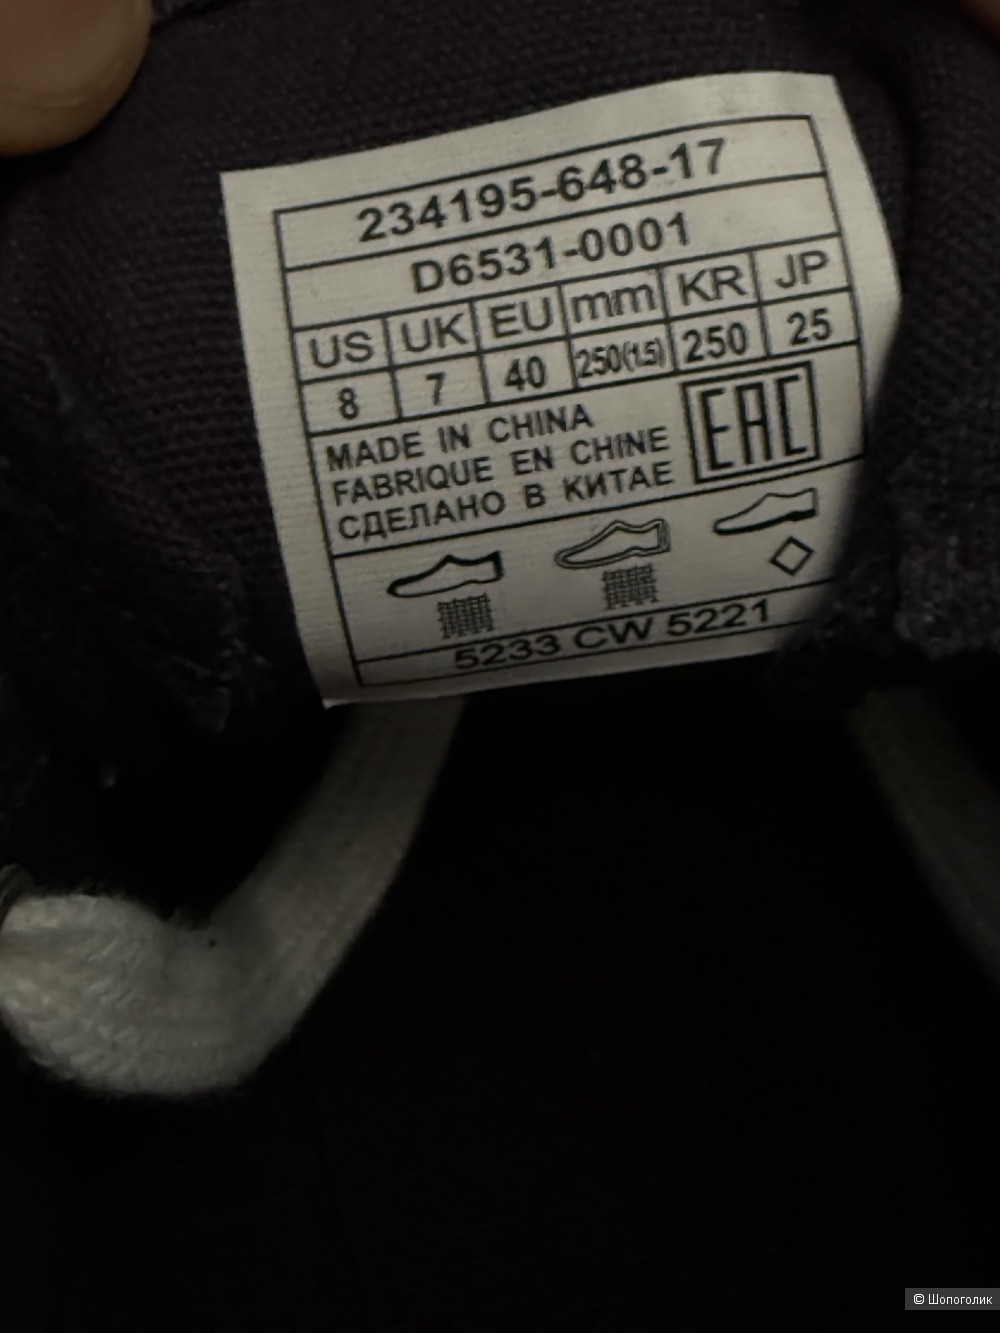 234195-648-17
D6531-0001
US UK EU mm KR JP
8 7 40 250(1.5) 250 25
MADE IN CHINA
FABRIQUE EN CHINE
СДЕЛАНО В КИТАЕ
EAC
5233 CW 5221
© Шопоголик